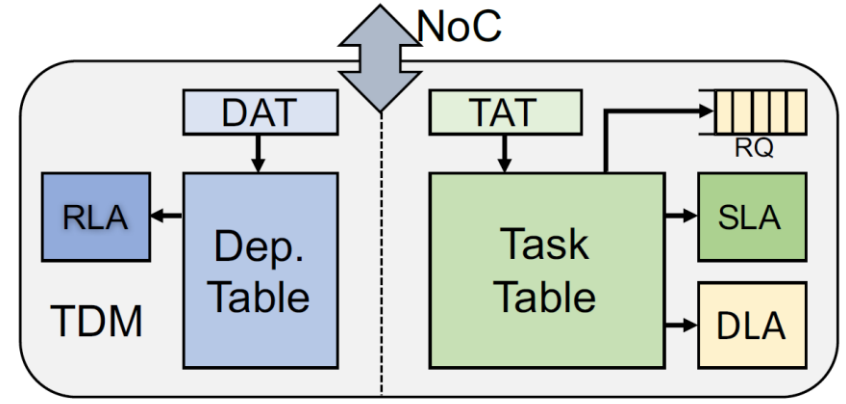 NoC
DAT
TAT
RQ
RLA
Dep.
Table
Task
Table
SLA
TDM
DLA